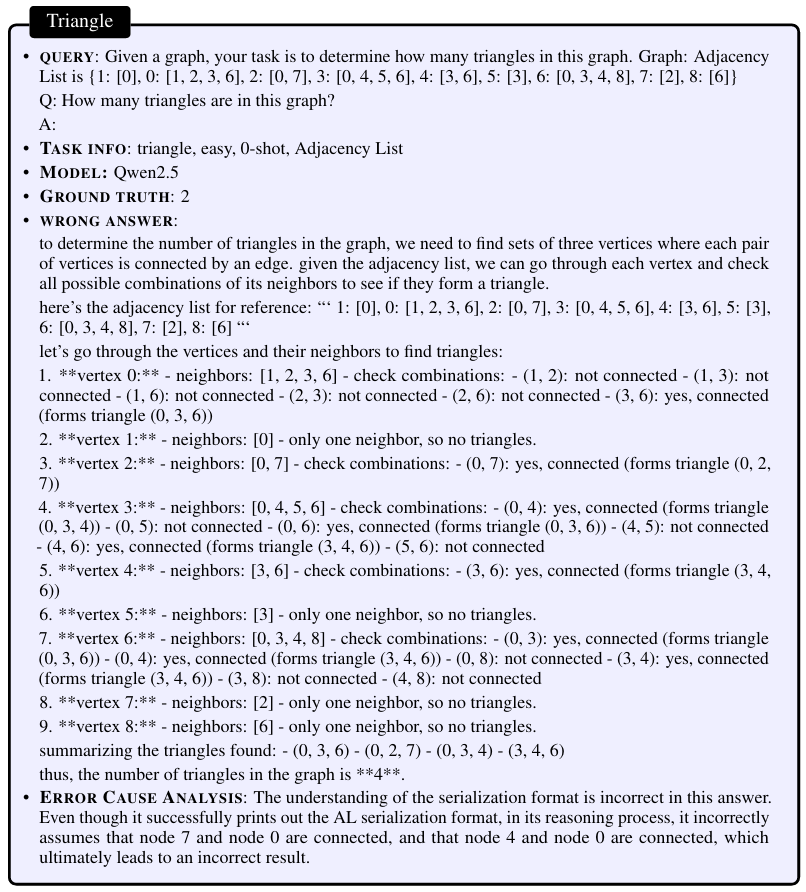 Triangle
• QUERY: Given a graph, your task is to determine how many triangles in this graph. Graph: Adjacency
List is {1: [0], 0: [1, 2, 3, 6], 2: [0, 7], 3: [0, 4, 5, 6], 4: [3, 6], 5: [3], 6: [0, 3, 4, 8], 7: [2], 8: [6]}
Q: How many triangles are in this graph?
A:
• TASK INFO: triangle, easy, 0-shot, Adjacency List
• MODEL: Qwen2.5
• GROUND TRUTH: 2
• WRONG ANSWER:
to determine the number of triangles in the graph, we need to find sets of three vertices where each pair
of vertices is connected by an edge. given the adjacency list, we can go through each vertex and check
all possible combinations of its neighbors to see if they form a triangle.
here's the adjacency list for reference: “‘ 1: [0], 0: [1, 2, 3, 6], 2: [0, 7], 3: [0, 4, 5, 6], 4: [3, 6], 5: [3],
6: [0, 3, 4, 8], 7: [2], 8: [6] “‘
let's go through the vertices and their neighbors to find triangles:
1. **vertex 0:** - neighbors: [1, 2, 3, 6] - check combinations: - (1, 2): not connected - (1, 3): not
connected - (1, 6): not connected - (2, 3): not connected - (2, 6): not connected - (3, 6): yes, connected
(forms triangle (0, 3, 6))
2. **vertex 1:** - neighbors: [0] - only one neighbor, so no triangles.
3. **vertex 2:** - neighbors: [0, 7] - check combinations: - (0, 7): yes, connected (forms triangle (0, 2,
7))
4. **vertex 3:** - neighbors: [0, 4, 5, 6] - check combinations: - (0, 4): yes, connected (forms triangle
(0, 3, 4)) - (0, 5): not connected - (0, 6): yes, connected (forms triangle (0, 3, 6)) - (4, 5): not connected
- (4, 6): yes, connected (forms triangle (3, 4, 6)) - (5, 6): not connected
5. **vertex 4:** - neighbors: [3, 6] - check combinations: - (3, 6): yes, connected (forms triangle (3, 4,
6))
6. **vertex 5:** - neighbors: [3] - only one neighbor, so no triangles.
7. **vertex 6:** - neighbors: [0, 3, 4, 8] - check combinations: - (0, 3): yes, connected (forms triangle
(0, 3, 6)) - (0, 4): yes, connected (forms triangle (3, 4, 6)) - (0, 8): not connected - (3, 4): yes, connected
(forms triangle (3, 4, 6)) - (3, 8): not connected - (4, 8): not connected
8. **vertex 7:** - neighbors: [2] - only one neighbor, so no triangles.
9. **vertex 8:** - neighbors: [6] - only one neighbor, so no triangles.
summarizing the triangles found: - (0, 3, 6) - (0, 2, 7) - (0, 3, 4) - (3, 4, 6)
thus, the number of triangles in the graph is **4**.
• ERROR CAUSE ANALYSIS: The understanding of the serialization format is incorrect in this answer.
Even though it successfully prints out the AL serialization format, in its reasoning process, it incorrectly
assumes that node 7 and node 0 are connected, and that node 4 and node 0 are connected, which
ultimately leads to an incorrect result.